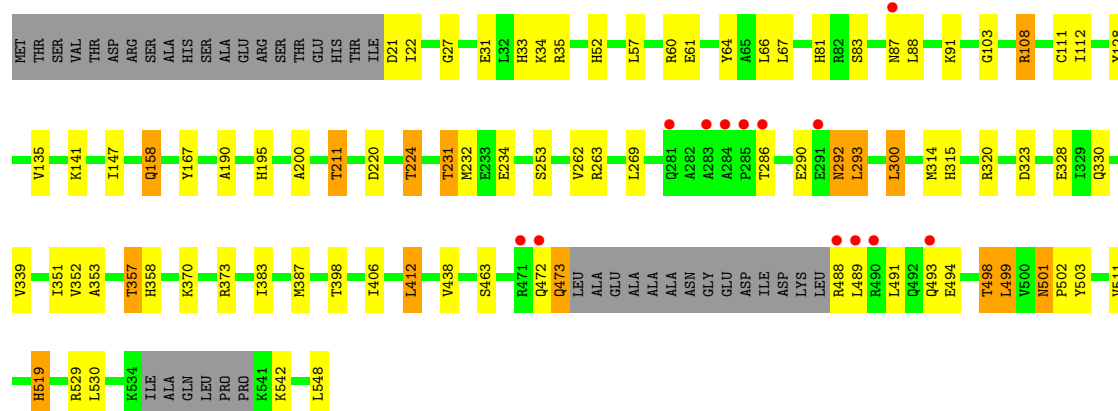 MET THR SER VAL THR ASP ARG SER ALA HIS SER SER ALA GLU ARG SER THR GLU HIS THR ILE D21 I22 G27 E31 L32 H33 K34 R35 H52 L57 R60 E61 Y64 A65 L66 L67 H81 R82 S83 N87 L88 K91 G103 R108 C111 I112 Y128
V135 K141 I147 Q158 Y167 A190 H195 A200 T211 D220 T224 T231 M232 E233 E234 S253 V262 R263 L269 Q281 A282 A283 A284 P285 T286 E290 E291 N292 L293 L300 M314 H315 R320 D323 E328 I329 Q330
V339 I351 V352 A353 T357 H358 K370 R373 I383 M387 T398 I406 L412 V438 S463 R471 Q472 Q473 LEU ALA GLU ALA ALA ALA ASN GLY GLU ASP ILE ASP LYS LEU R488 L489 R490 L491 Q492 Q493 E494 T498 L499 V500 N501 P502 Y503 V511
H519 R529 L530 K534 ILE ALA GLN LEU PRO PRO K541 K542 L548